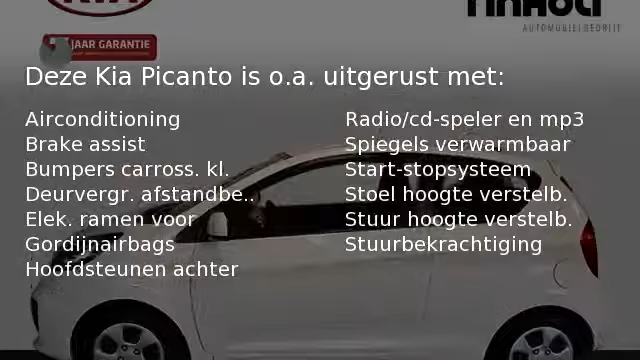 KIA
JAAR GARANTIE
AUTOMOBIELBEDRIJF
Deze Kia Picanto is o.a. uitgerust met:
Airconditioning
Brake assist
Bumpers carross. kl.
Deurvergr. afstandbe..
Elek. ramen voor
Gordijnairbags
Hoofdsteunen achter
Radio/cd-speler en mp3
Spiegels verwarmbaar
Start-stopsysteem
Stoel hoogte verstelb.
Stuur hoogte verstelb.
Stuurbekrachtiging